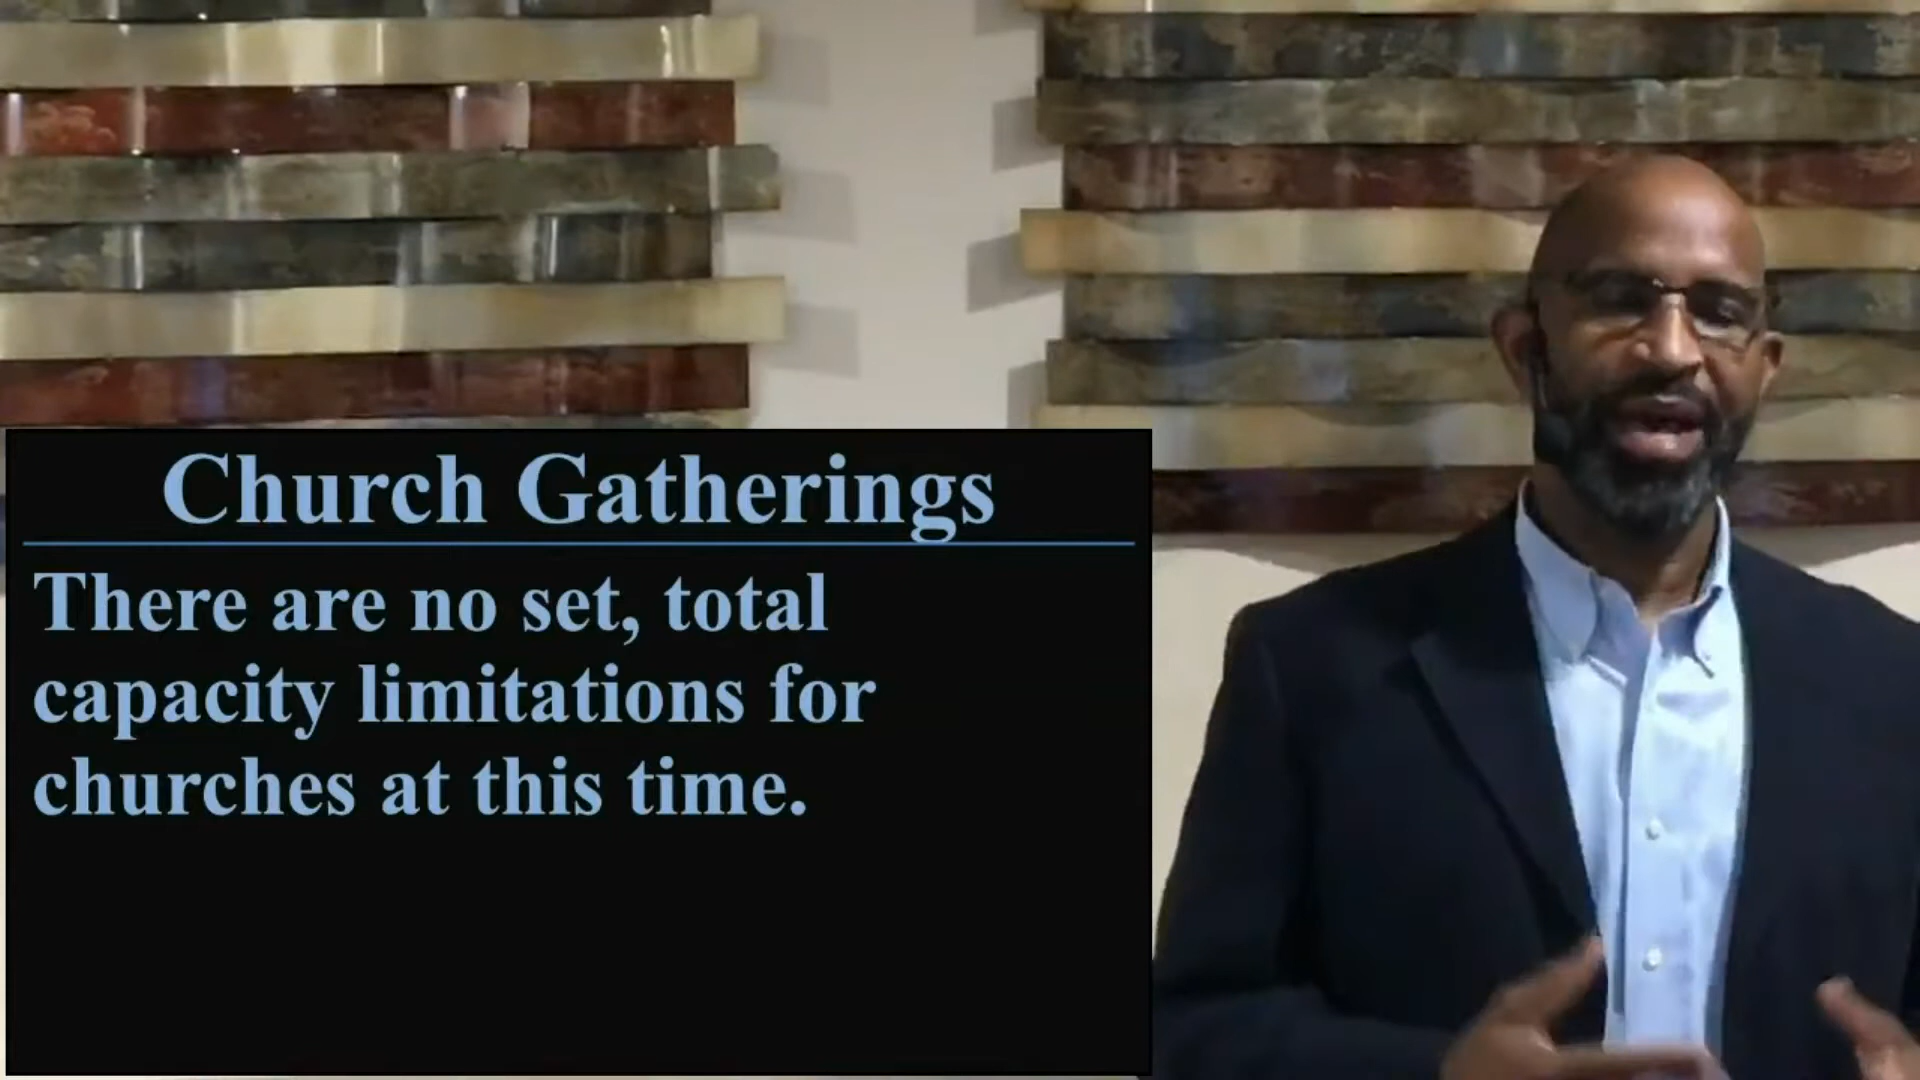 Church Gatherings
There are no set, total
capacity limitations for
churches at this time.